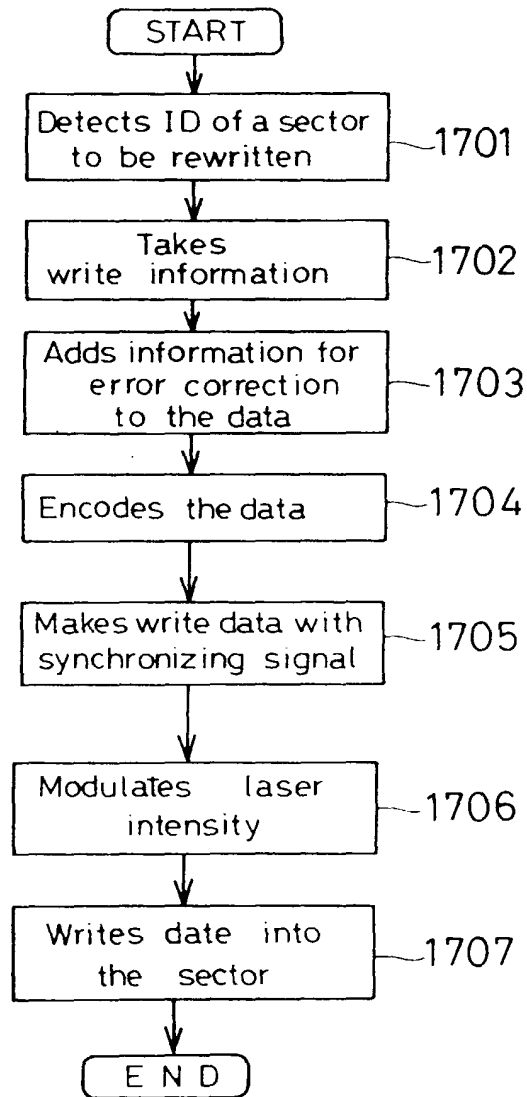 START
Detects ID of a sector
to be rewritten
1701
Takes
write information
1702
Adds information for
error correction
to the data
1703
Encodes the data
1704
Makes write data with
synchronizing signal
1705
Modulates laser
intensity
1706
Writes date into
the sector
1707
END